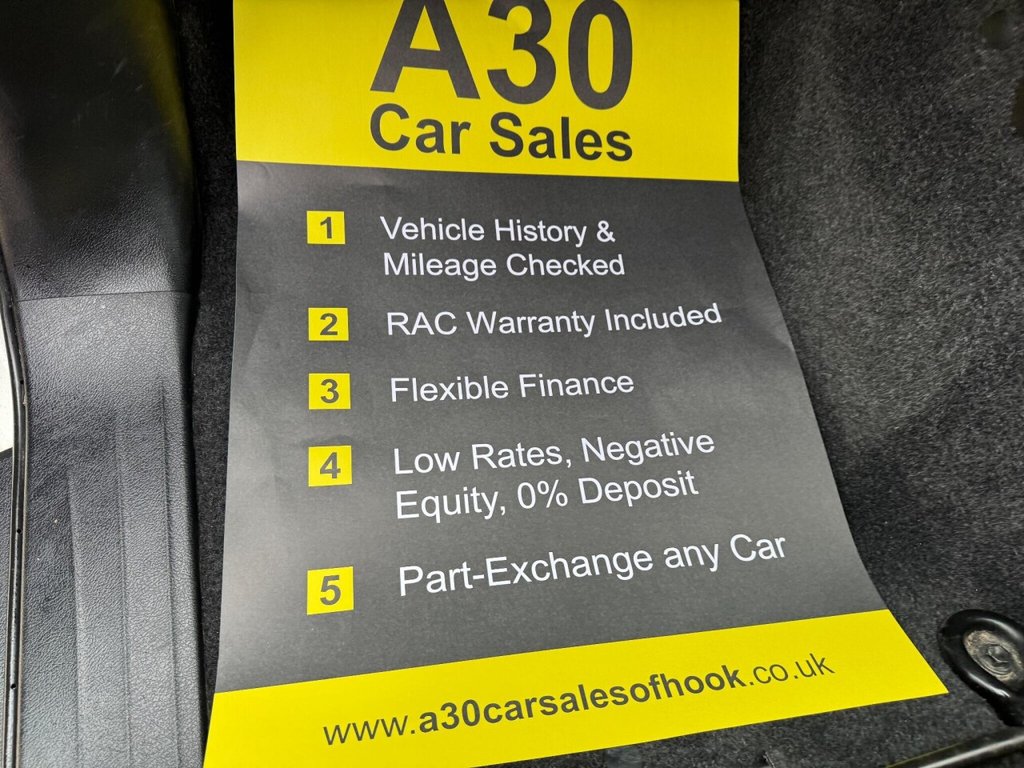 A30
Car Sales
1 Vehicle History &
Mileage Checked
2 RAC Warranty Included
3 Flexible Finance
4 Low Rates, Negative
Equity, 0% Deposit
5 Part-Exchange any Car
www.a30carsalesofhook.co.uk